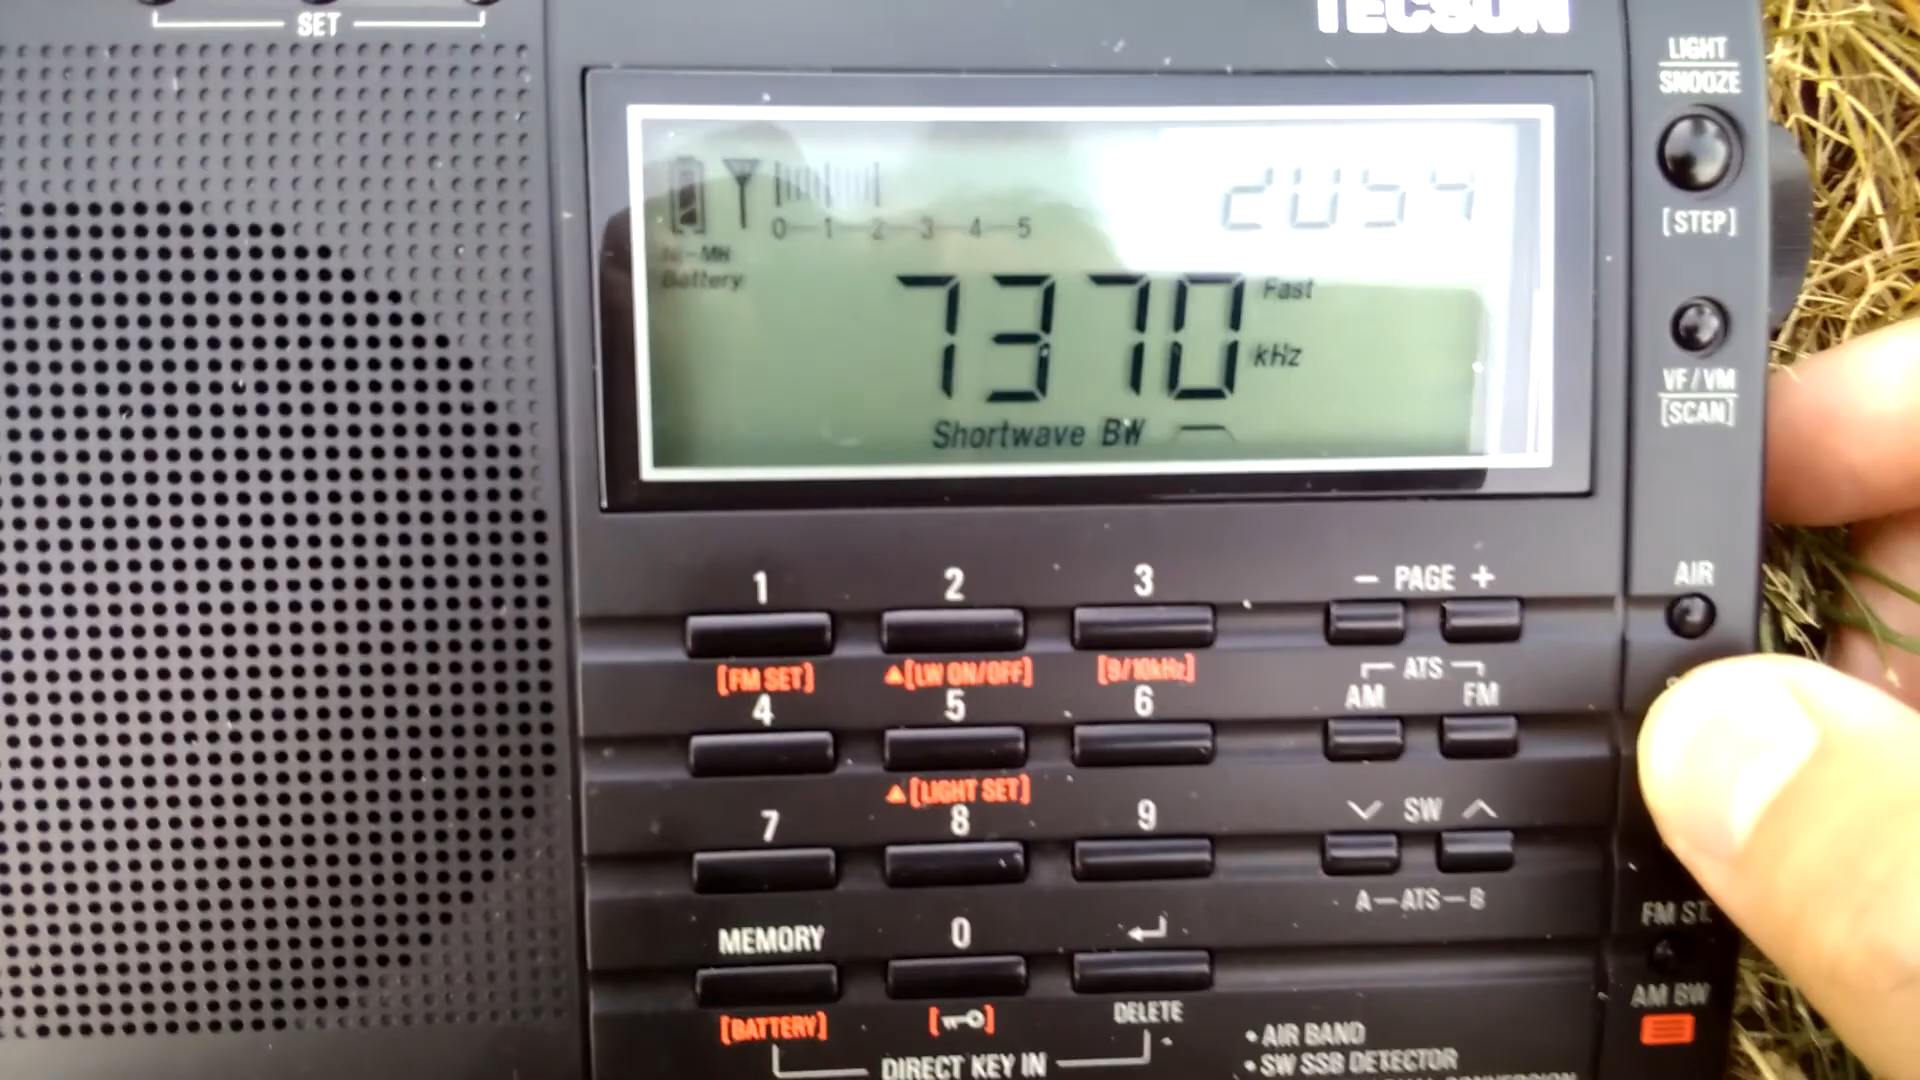 SET
TECSUN
LIGHT
SNOOZE
[STEP]
0-1-2-3-4-5
Ni-MH
Battery
7370
Fast
kHz
Shortwave BW
VF/VM
[SCAN]
1 2 3
- PAGE +
AIR
[FM SET] [LW ON/OFF] [9/10kHz]
ATS
4 5 6
AM FM
[LIGHT SET]
7 8 9
SW
A-ATS-B
FM ST.
MEMORY 0
AM BW
[BATTERY]
DELETE
DIRECT KEY IN
• AIR BAND
• SW SSB DETECTOR